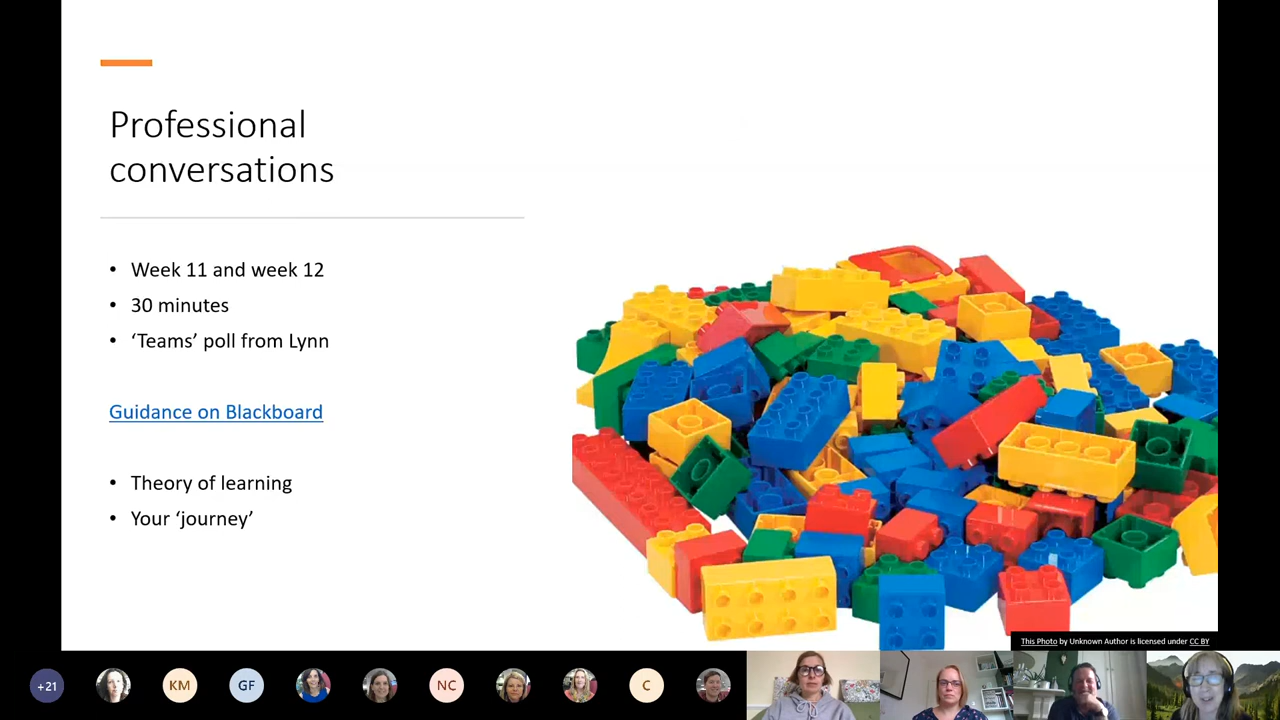 Professional
conversations
• Week 11 and week 12
• 30 minutes
• ‘Teams’ poll from Lynn
Guidance on Blackboard
• Theory of learning
• Your ‘journey’
This Photo by Unknown Author is licensed under CC BY
+21
KM
GF
NC
C